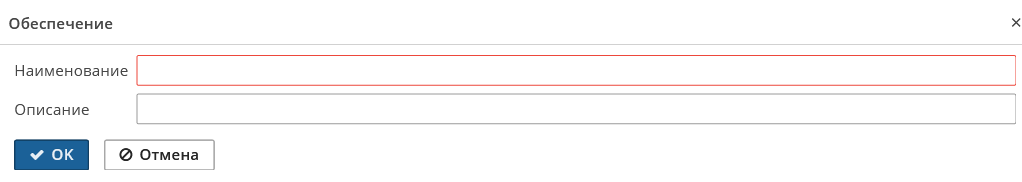 Обеспечение
Наименование
Описание
OK Отмена